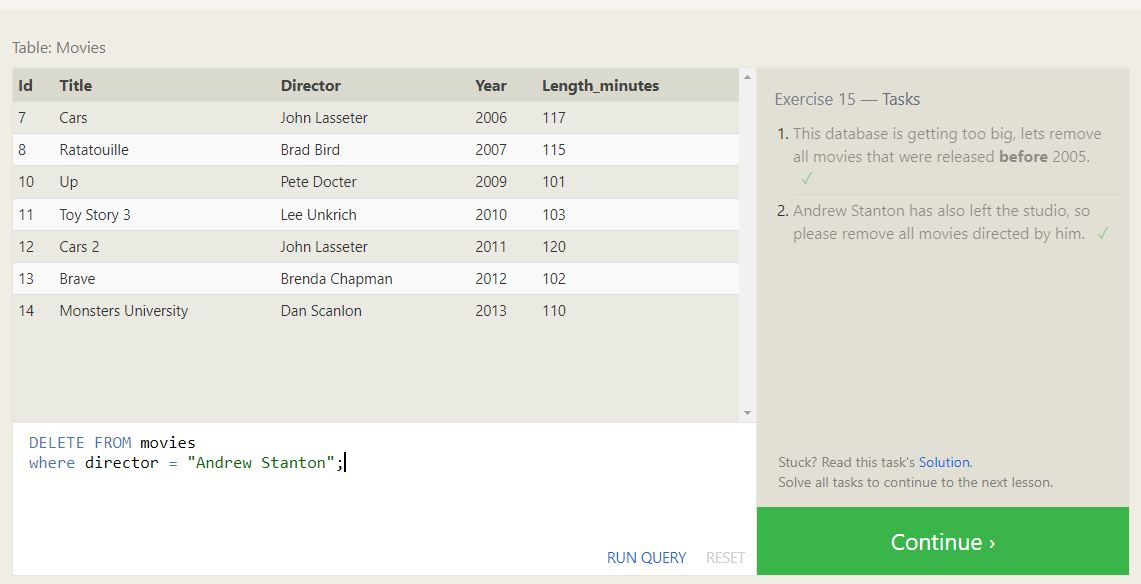 Table: Movies
Id Title Director Year Length_minutes
7 Cars John Lasseter 2006 117
8 Ratatouille Brad Bird 2007 115
10 Up Pete Docter 2009 101
11 Toy Story 3 Lee Unkrich 2010 103
12 Cars 2 John Lasseter 2011 120
13 Brave Brenda Chapman 2012 102
14 Monsters University Dan Scanlon 2013 110
DELETE FROM movies
where director = "Andrew Stanton";
RUN QUERY RESET
Exercise 15 — Tasks
1. This database is getting too big, lets remove
all movies that were released before 2005.
✓
2. Andrew Stanton has also left the studio, so
please remove all movies directed by him. ✓
Stuck? Read this task's Solution.
Solve all tasks to continue to the next lesson.
Continue ›